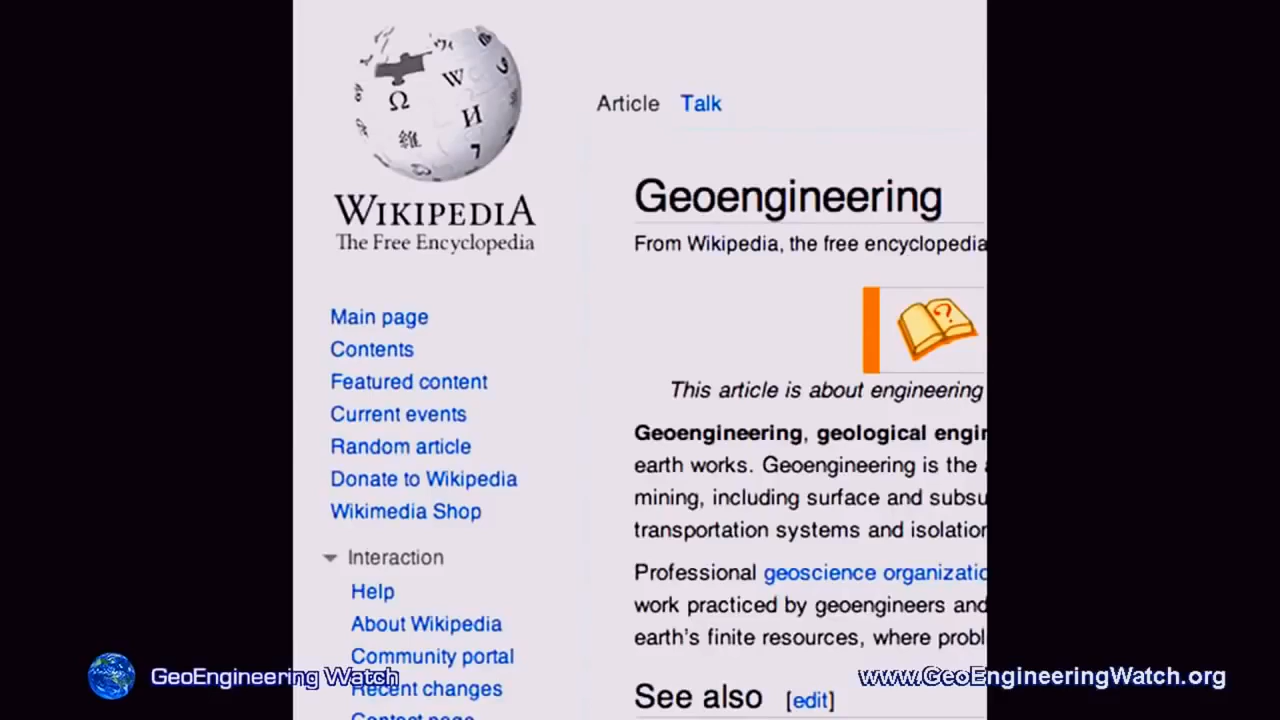 WIKIPEDIA
The Free Encyclopedia
Main page
Contents
Featured content
Current events
Random article
Donate to Wikipedia
Wikimedia Shop
Interaction
Help
About Wikipedia
Community portal
Recent changes
Contact page
Article Talk
Geoengineering
From Wikipedia, the free encyclopedia
This article is about engineering
Geoengineering, geological engin
earth works. Geoengineering is the
mining, including surface and subsu
transportation systems and isolation
Professional geoscience organizatio
work practiced by geoengineers and
earth's finite resources, where probl
See also [edit]
GeoEngineering Watch
www.GeoEngineeringWatch.org